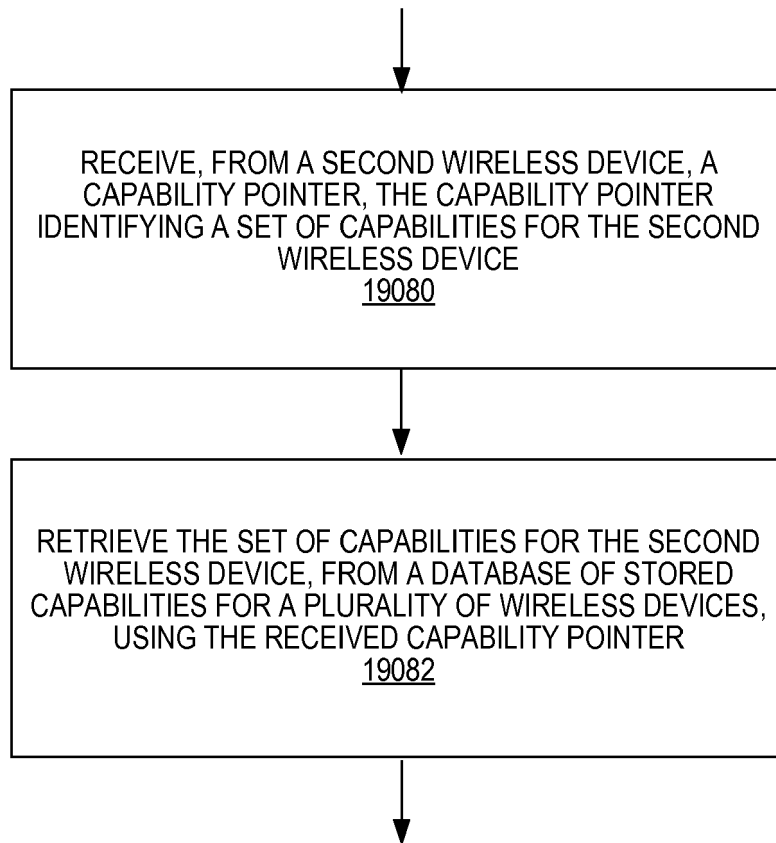 RECEIVE, FROM A SECOND WIRELESS DEVICE, A
CAPABILITY POINTER, THE CAPABILITY POINTER
IDENTIFYING A SET OF CAPABILITIES FOR THE SECOND
WIRELESS DEVICE
19080
RETRIEVE THE SET OF CAPABILITIES FOR THE SECOND
WIRELESS DEVICE, FROM A DATABASE OF STORED
CAPABILITIES FOR A PLURALITY OF WIRELESS DEVICES,
USING THE RECEIVED CAPABILITY POINTER
19082